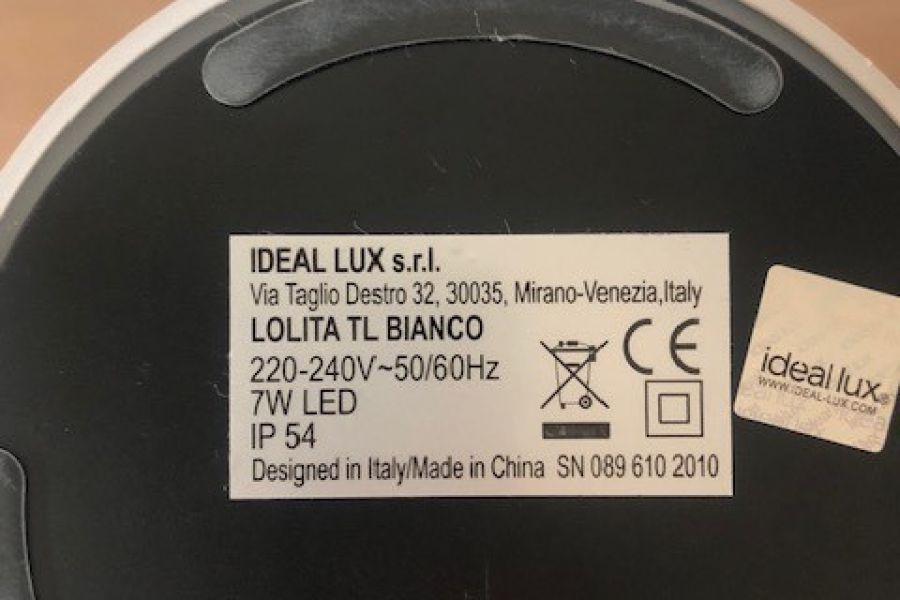 IDEAL LUX s.r.l.
Via Taglio Destro 32, 30035, Mirano-Venezia,Italy
LOLITA TL BIANCO
220-240V~50/60Hz
7W LED
IP 54
Designed in Italy/Made in China SN 089 610 2010
CE
ideal lux®
WWW.IDEAL-LUX.COM